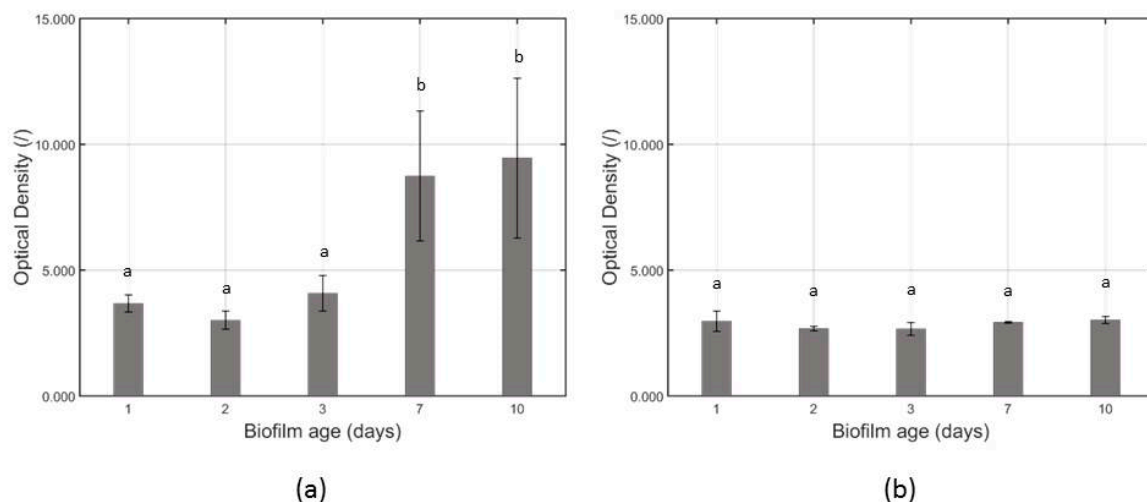 15.000
10.000
5.000
0.000
Optical Density (/)
a
a
a
b
b
1 2 3 7 10
Biofilm age (days)
(a)
15.000
10.000
5.000
0.000
Optical Density (/)
a
a
a
a
a
1 2 3 7 10
Biofilm age (days)
(b)